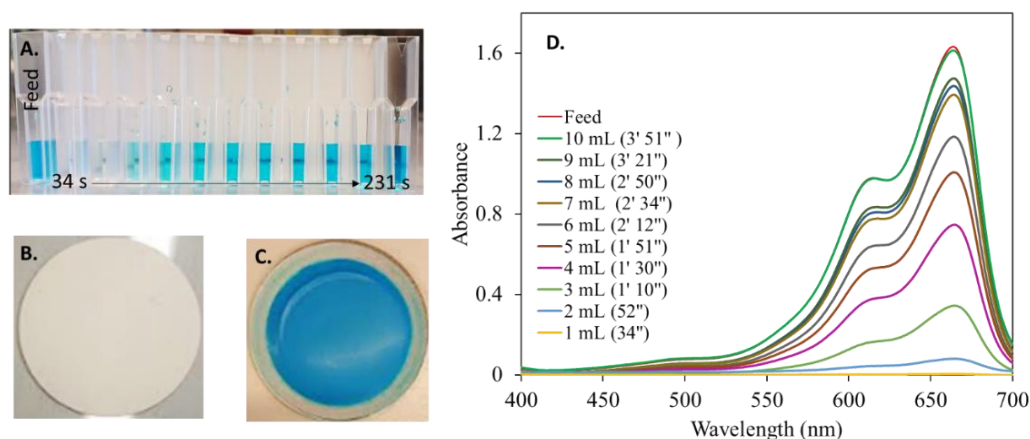 A.
Feed
34 s
231 s
B.
C.
D.
Absorbance
1.6
1.2
0.8
0.4
0
Feed
10 mL (3' 51'' )
9 mL (3' 21'')
8 mL (2' 50'')
7 mL (2' 34'')
6 mL (2' 12'')
5 mL (1' 51'')
4 mL (1' 30'')
3 mL (1' 10'')
2 mL (52'')
1 mL (34'')
400
450
500
550
600
650
700
Wavelength (nm)